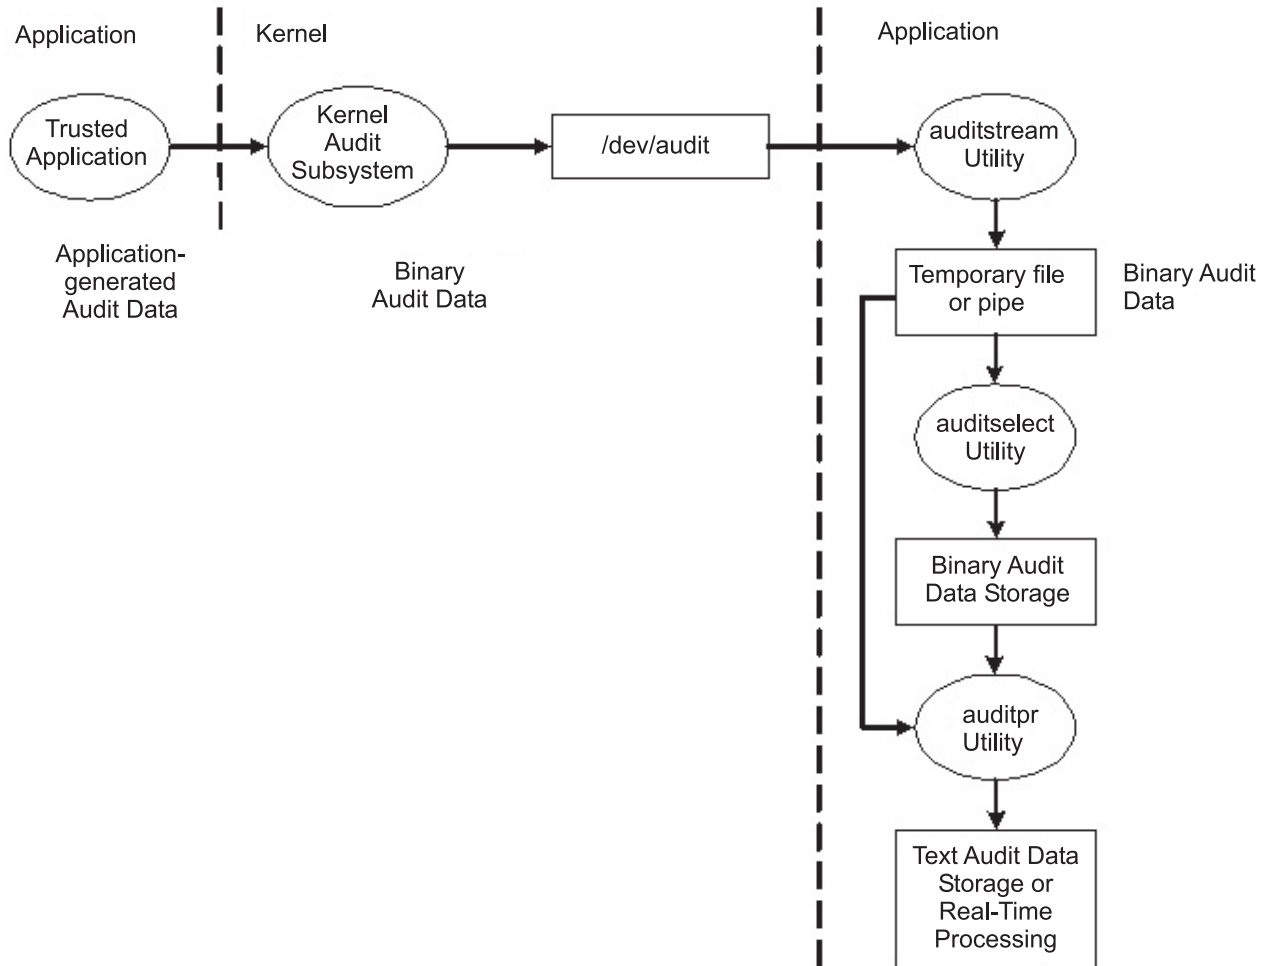 Application
Kernel
Application
Trusted
Application
Kernel
Audit
Subsystem
/dev/audit
auditstream
Utility
Application-
generated
Audit Data
Binary
Audit Data
Temporary file
or pipe
Binary Audit
Data
auditselect
Utility
Binary Audit
Data Storage
auditpr
Utility
Text Audit Data
Storage or
Real-Time
Processing